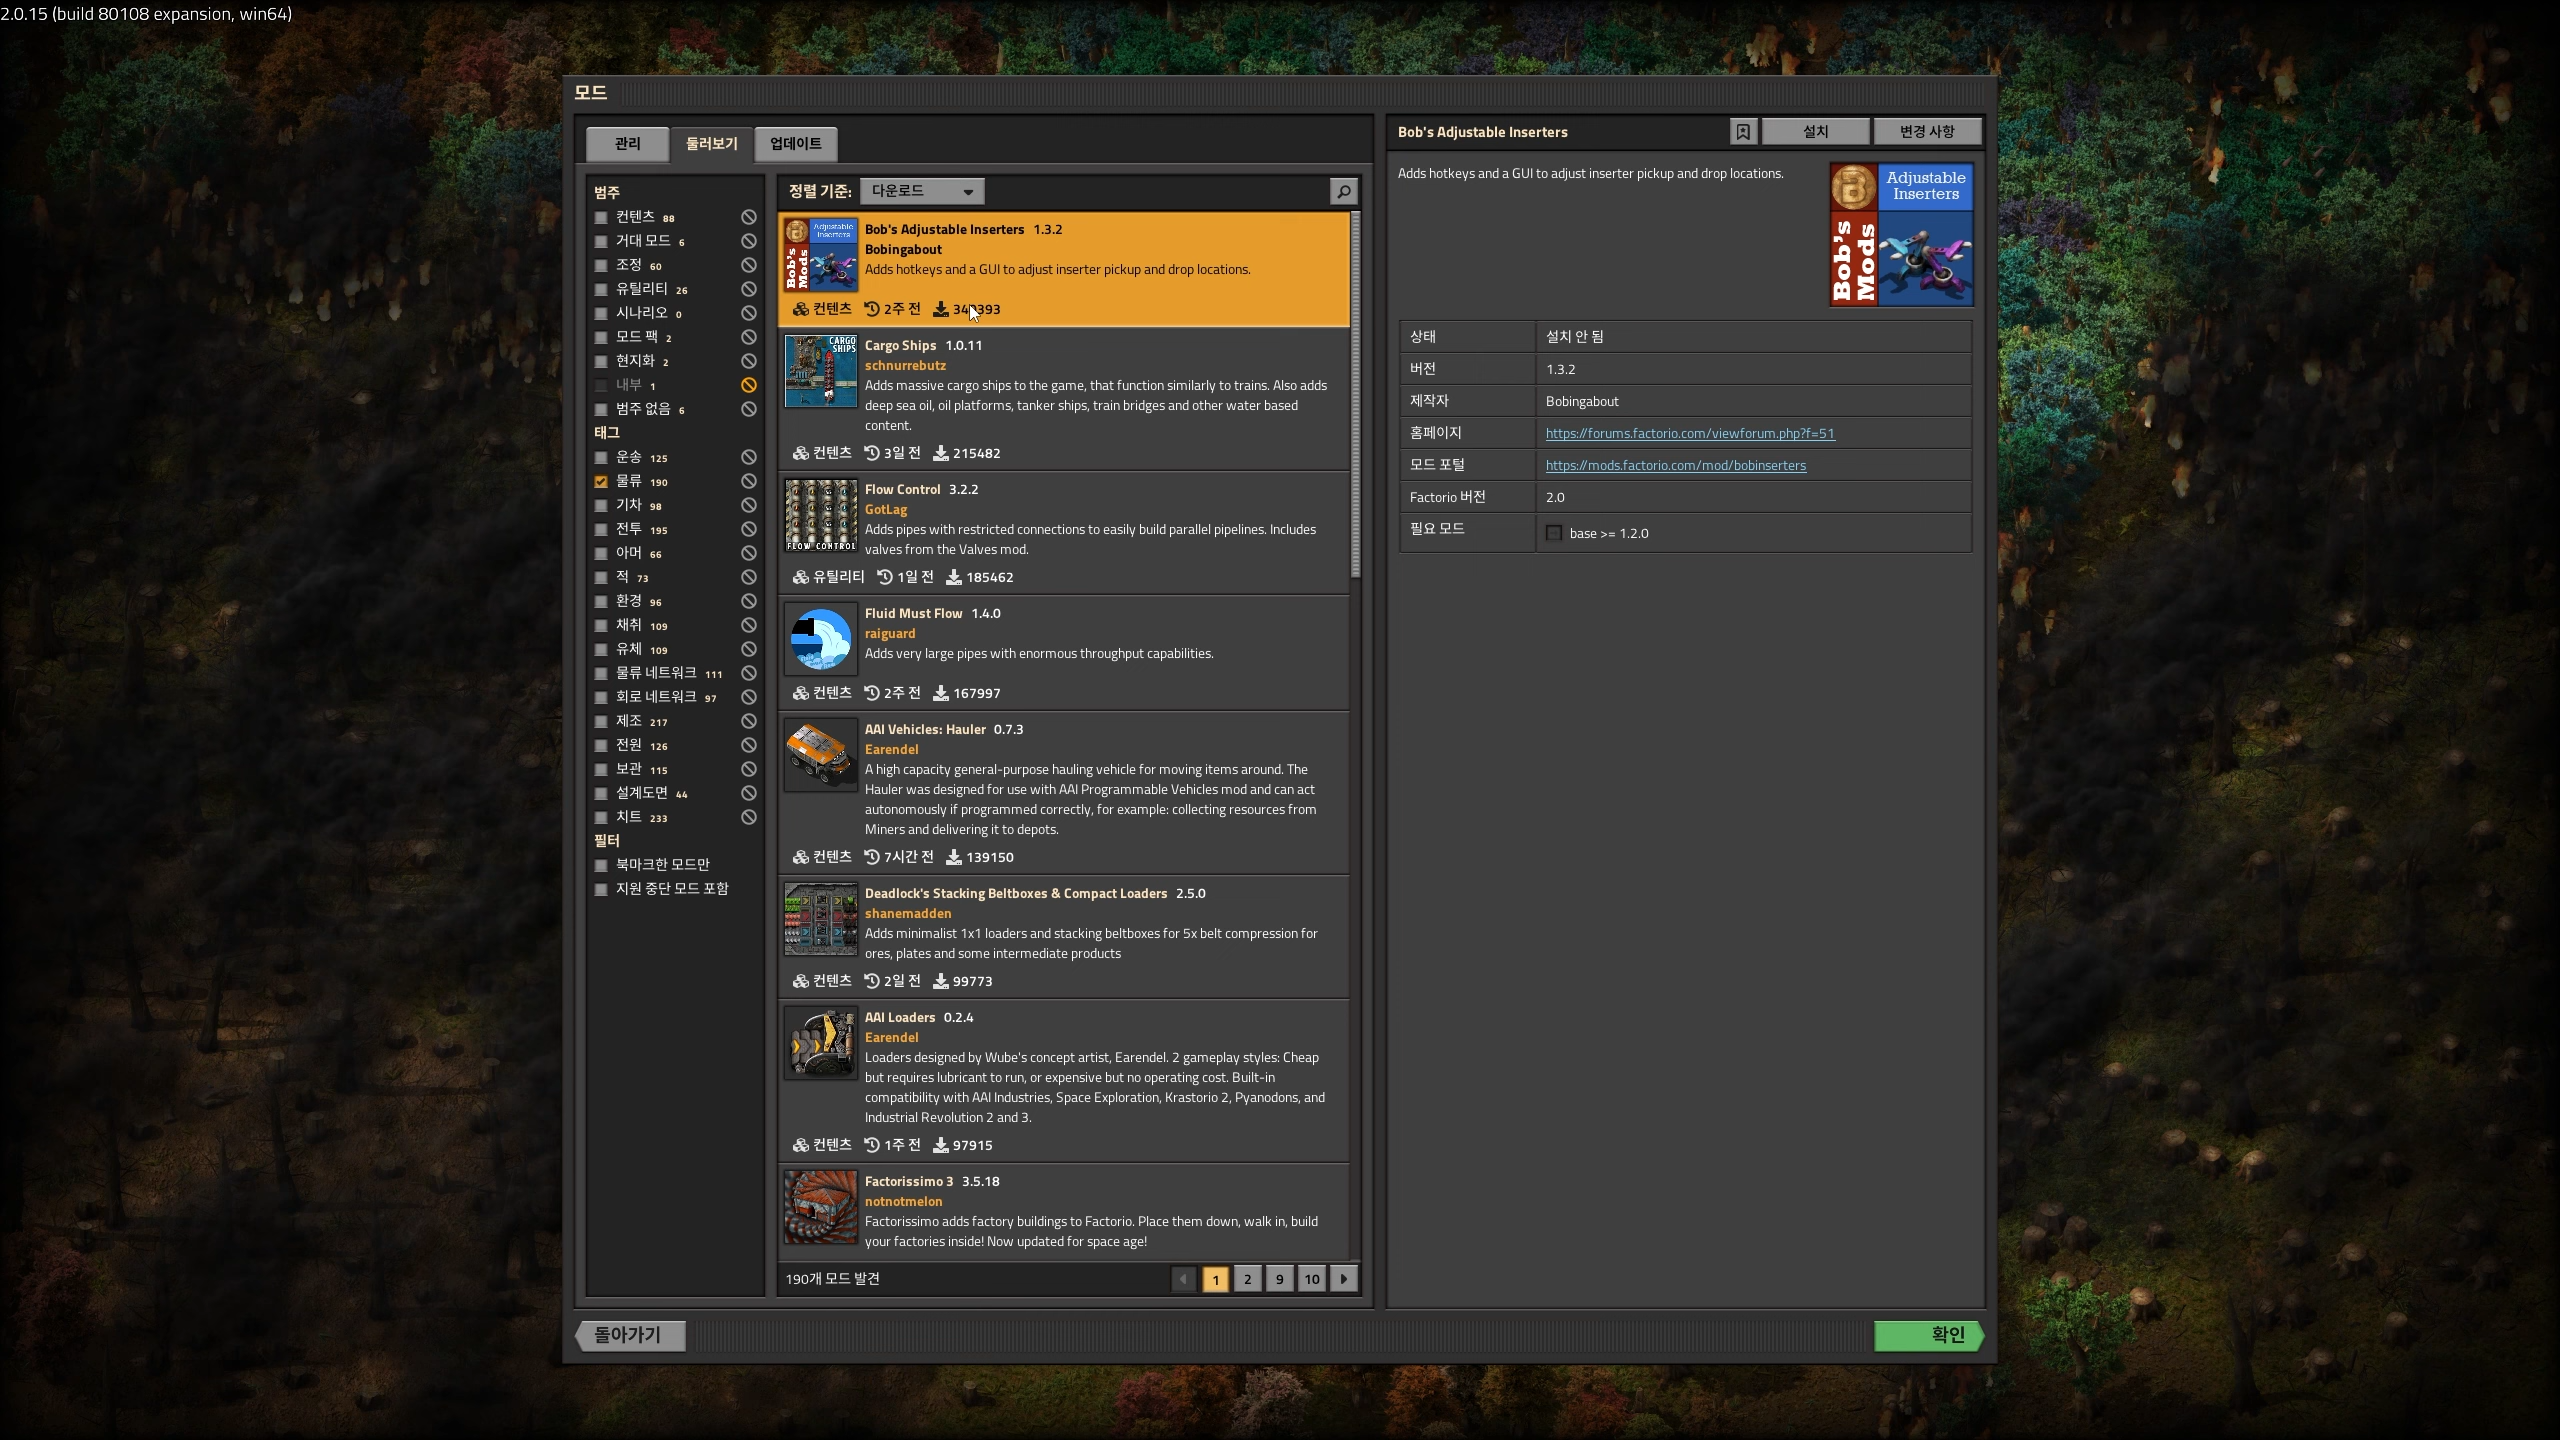 2.0.15 (build 80108 expansion, win64)
모드
관리 둘러보기 업데이트
범주
컨텐츠 88
거대 모드 6
조정 60
유틸리티 26
시나리오 0
모드 팩 2
현지화 2
내부 1
범주 없음 6
태그
운송 125
물류 190
기차 98
전투 195
아머 66
적 73
환경 96
채취 109
유체 109
물류 네트워크 111
회로 네트워크 97
제조 217
전원 126
보관 115
설계도면 44
치트 233
필터
북마크한 모드만
지원 중단 모드 포함
정렬 기준: 다운로드
Adjustable
Inserters
Bob's
Mods
Bob's Adjustable Inserters 1.3.2
Bobingabout
Adds hotkeys and a GUI to adjust inserter pickup and drop locations.
컨텐츠 2주 전
CARGO
SHIPS
Cargo Ships 1.0.11
schnurrebutz
Adds massive cargo ships to the game, that function similarly to trains. Also adds
deep sea oil, oil platforms, tanker ships, train bridges and other water based
content.
컨텐츠 3일 전 215482
FLOW CONTROL
Flow Control 3.2.2
GotLag
Adds pipes with restricted connections to easily build parallel pipelines. Includes
valves from the Valves mod.
유틸리티 1일 전 185462
Fluid Must Flow 1.4.0
raiguard
Adds very large pipes with enormous throughput capabilities.
컨텐츠 2주 전 167997
AAI Vehicles: Hauler 0.7.3
Earendel
A high capacity general-purpose hauling vehicle for moving items around. The
Hauler was designed for use with AAI Programmable Vehicles mod and can act
autonomously if programmed correctly, for example: collecting resources from
Miners and delivering it to depots.
컨텐츠 7시간 전 139150
Deadlock's Stacking Beltboxes & Compact Loaders 2.5.0
shanemadden
Adds minimalist 1x1 loaders and stacking beltboxes for 5x belt compression for
ores, plates and some intermediate products
컨텐츠 2일 전 99773
AAI Loaders 0.2.4
Earendel
Loaders designed by Wube's concept artist, Earendel. 2 gameplay styles: Cheap
but requires lubricant to run, or expensive but no operating cost. Built-in
compatibility with AAI Industries, Space Exploration, Krastorio 2, Pyanodons, and
Industrial Revolution 2 and 3.
컨텐츠 1주 전 97915
Factorissimo 3 3.5.18
notnotmelon
Factorissimo adds factory buildings to Factorio. Place them down, walk in, build
your factories inside! Now updated for space age!
190개 모드 발견 1 2 9 10
Bob's Adjustable Inserters 설치 변경 사항
Adds hotkeys and a GUI to adjust inserter pickup and drop locations.
B
Adjustable
Inserters
Bob's
Mods
상태 설치 안 됨
버전 1.3.2
제작자 Bobingabout
홈페이지 https://forums.factorio.com/viewforum.php?f=51
모드 포털 https://mods.factorio.com/mod/bobinserters
Factorio 버전 2.0
필요 모드 base >= 1.2.0
돌아가기 확인